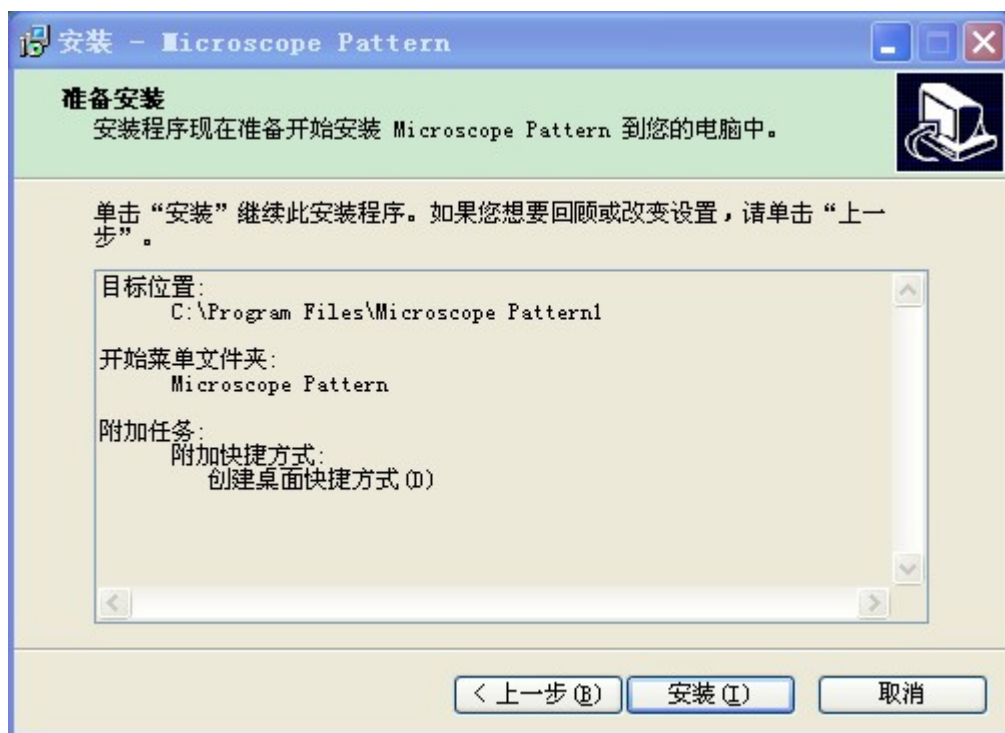 安装 - Microscope Pattern
准备安装
安装程序现在准备开始安装 Microscope Pattern 到您的电脑中。
单击“安装”继续此安装程序。如果您想要回顾或改变设置，请单击“上一
步”。
目标位置:
C:\Program Files\Microscope Pattern1
开始菜单文件夹:
Microscope Pattern
附加任务:
附加快捷方式:
创建桌面快捷方式(D)
< 上一步(B) 安装(I) 取消